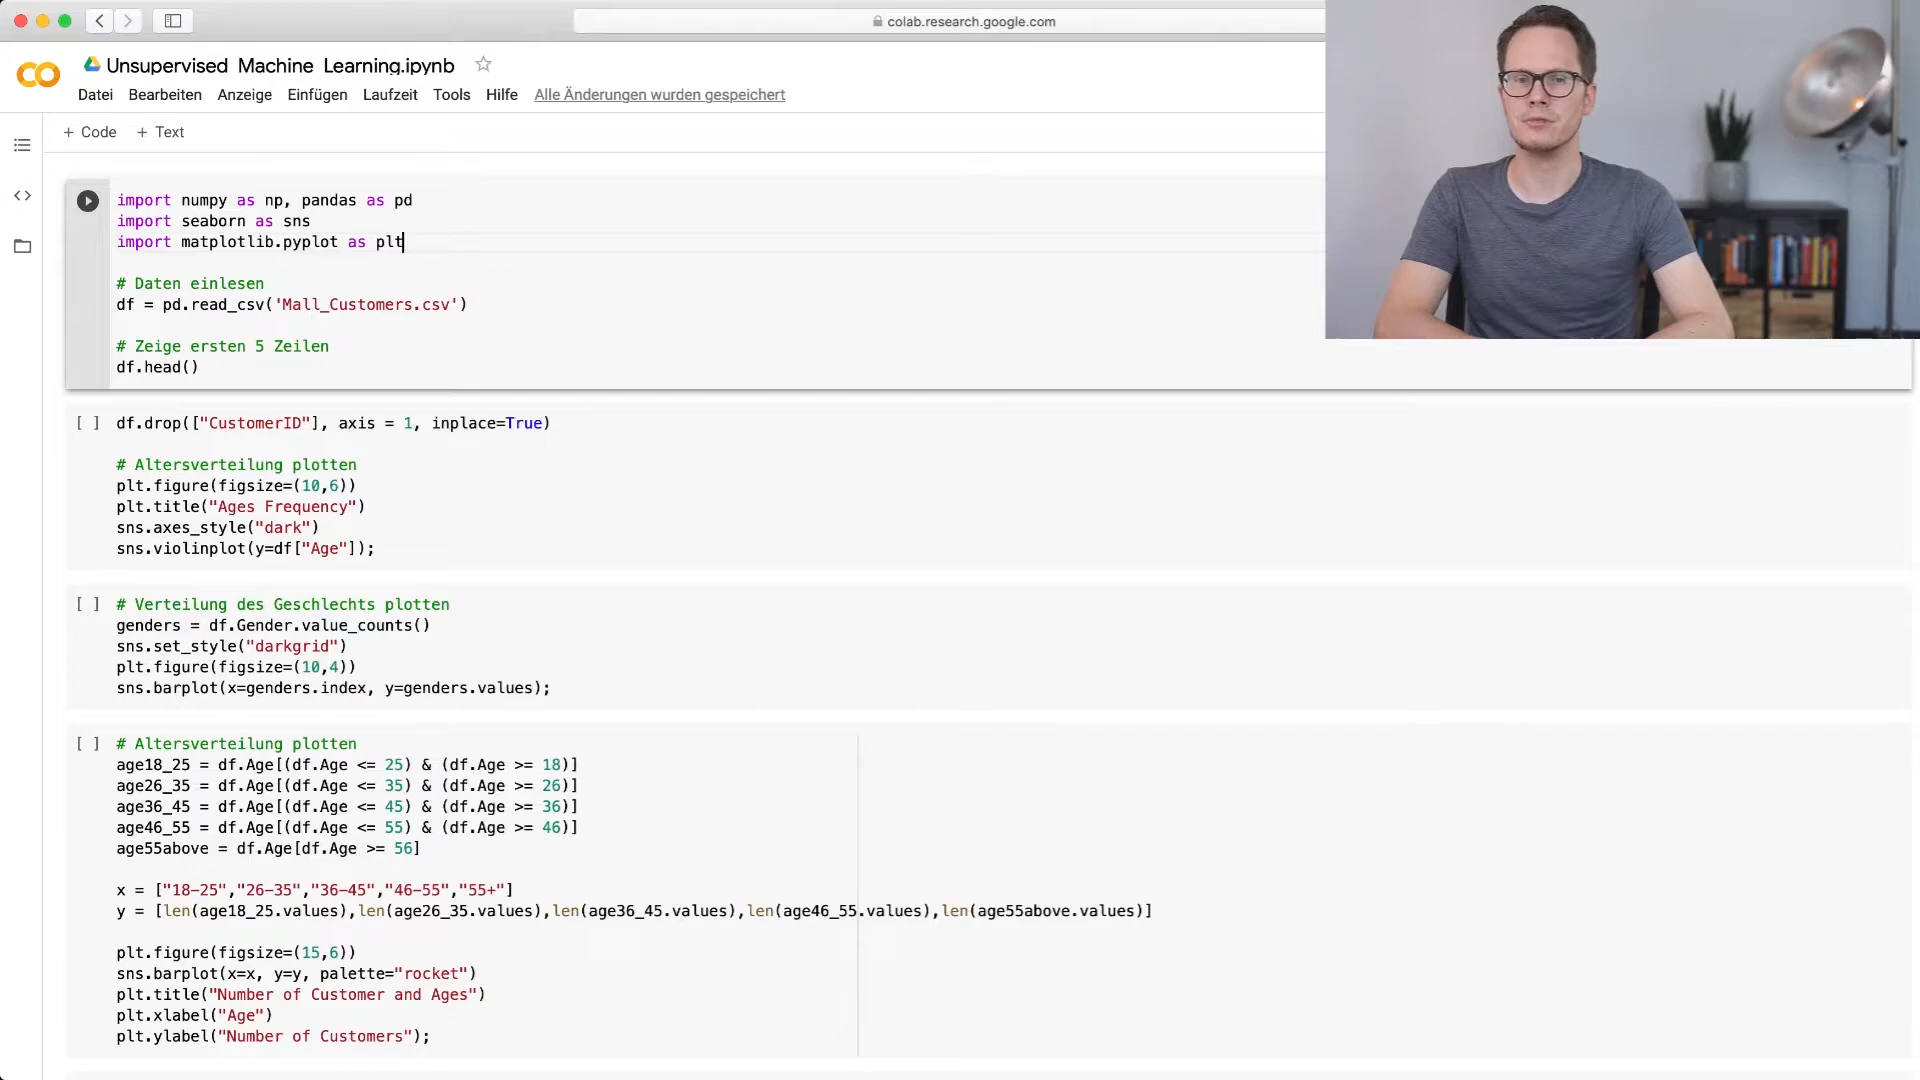 colab.research.google.com
Unsupervised Machine Learning.ipynb
Datei Bearbeiten Anzeige Einfügen Laufzeit Tools Hilfe Alle Änderungen wurden gespeichert
+ Code + Text
import numpy as np, pandas as pd
import seaborn as sns
import matplotlib.pyplot as plt
# Daten einlesen
df = pd.read_csv('Mall_Customers.csv')
# Zeige ersten 5 Zeilen
df.head()
[ ] df.drop(["CustomerID"], axis = 1, inplace=True)
# Altersverteilung plotten
plt.figure(figsize=(10,6))
plt.title("Ages Frequency")
sns.axes_style("dark")
sns.violinplot(y=df["Age"]);
[ ] # Verteilung des Geschlechts plotten
genders = df.Gender.value_counts()
sns.set_style("darkgrid")
plt.figure(figsize=(10,4))
sns.barplot(x=genders.index, y=genders.values);
[ ] # Altersverteilung plotten
age18_25 = df.Age[(df.Age <= 25) & (df.Age >= 18)]
age26_35 = df.Age[(df.Age <= 35) & (df.Age >= 26)]
age36_45 = df.Age[(df.Age <= 45) & (df.Age >= 36)]
age46_55 = df.Age[(df.Age <= 55) & (df.Age >= 46)]
age55above = df.Age[df.Age >= 56]
x = ["18-25","26-35","36-45","46-55","55+"]
y = [len(age18_25.values),len(age26_35.values),len(age36_45.values),len(age46_55.values),len(age55above.values)]
plt.figure(figsize=(15,6))
sns.barplot(x=x, y=y, palette="rocket")
plt.title("Number of Customer and Ages")
plt.xlabel("Age")
plt.ylabel("Number of Customers");